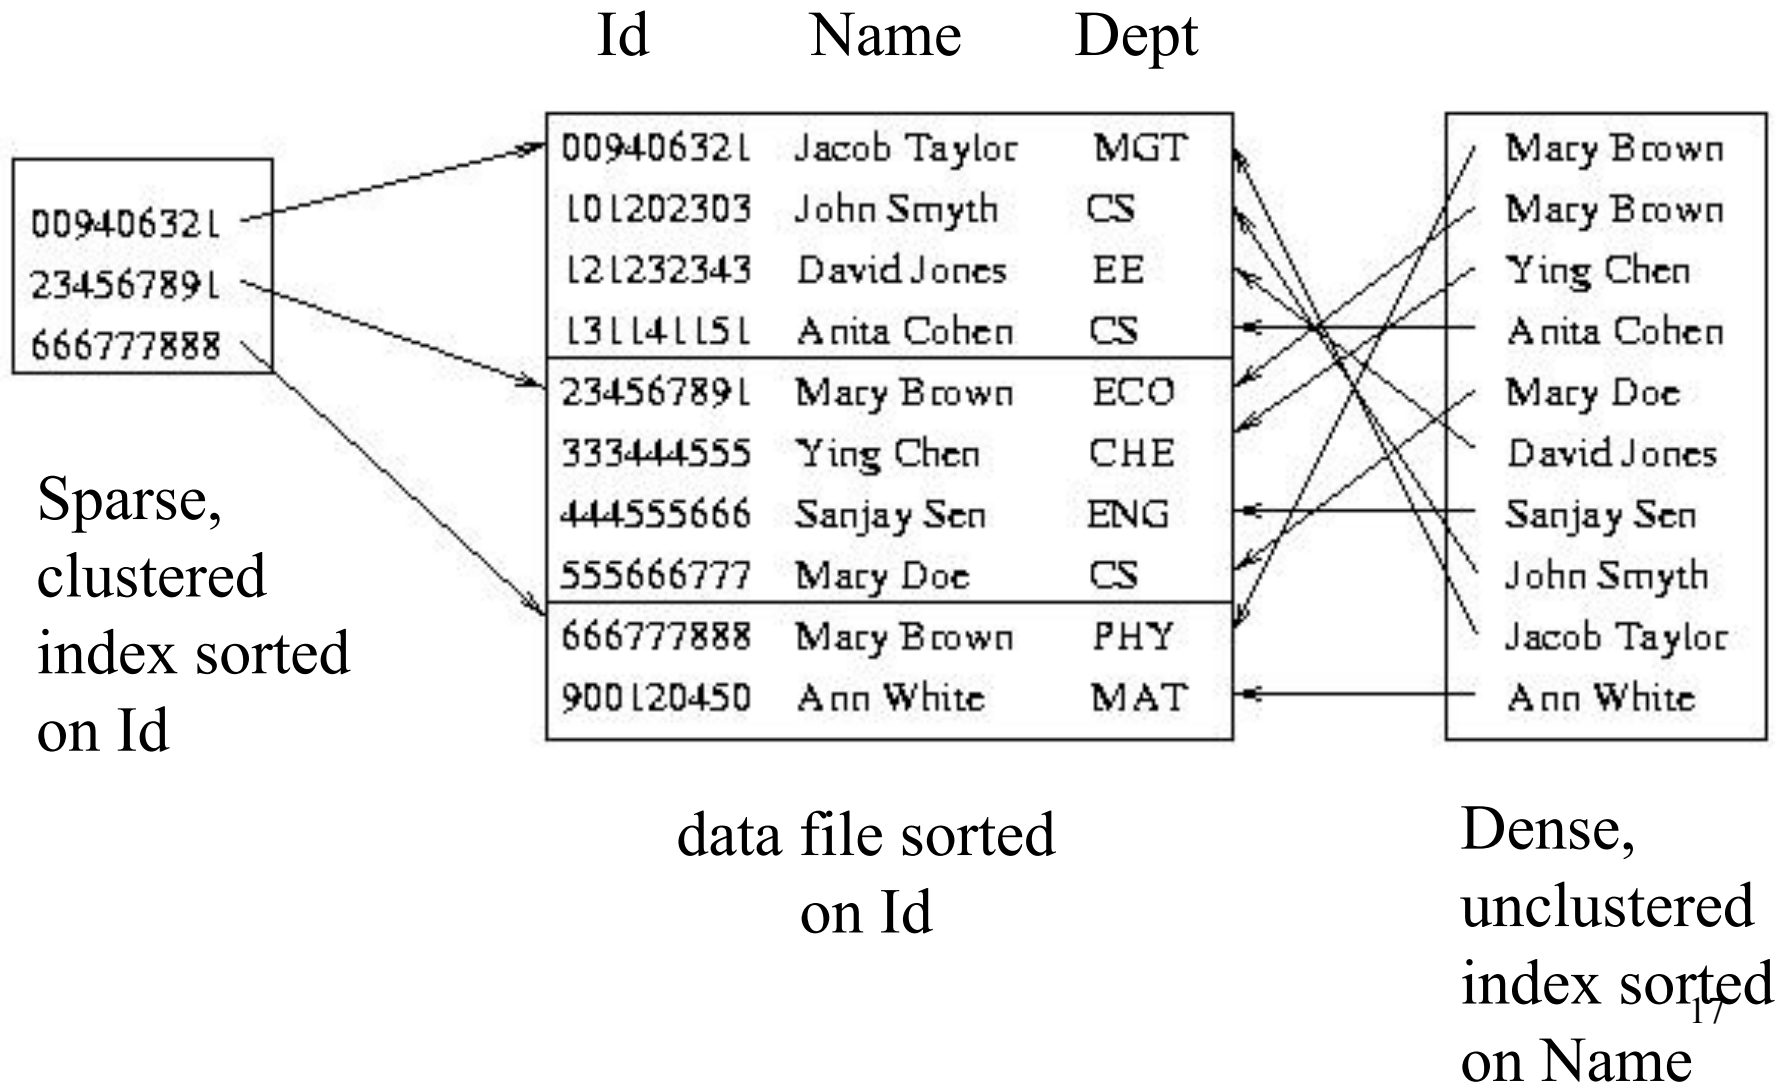 Id Name Dept
009406321
234567891
666777888
Sparse,
clustered
index sorted
on Id
009406321 Jacob Taylor MGT
101202303 John Smyth CS
121232343 David Jones EE
131141151 Anita Cohen CS
234567891 Mary Brown ECO
333444555 Ying Chen CHE
444555666 Sanjay Sen ENG
555666777 Mary Doe CS
666777888 Mary Brown PHY
900120450 Ann White MAT
data file sorted
on Id
Mary Brown
Mary Brown
Ying Chen
Anita Cohen
Mary Doe
David Jones
Sanjay Sen
John Smyth
Jacob Taylor
Ann White
Dense,
unclustered
index sorted
on Name
17